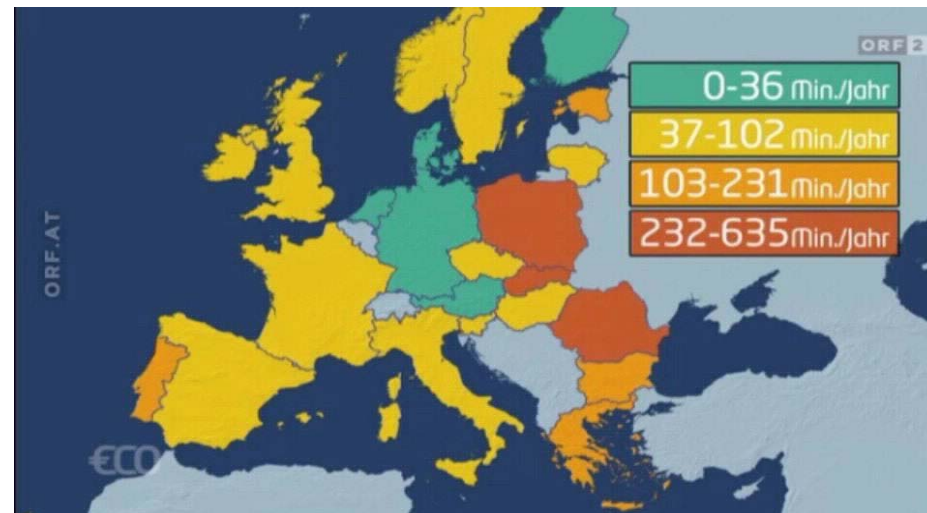 ORF 2
0-36 Min./Jahr
37-102 Min./Jahr
103-231 Min./Jahr
232-635 Min./Jahr
ORF.AT
€CO